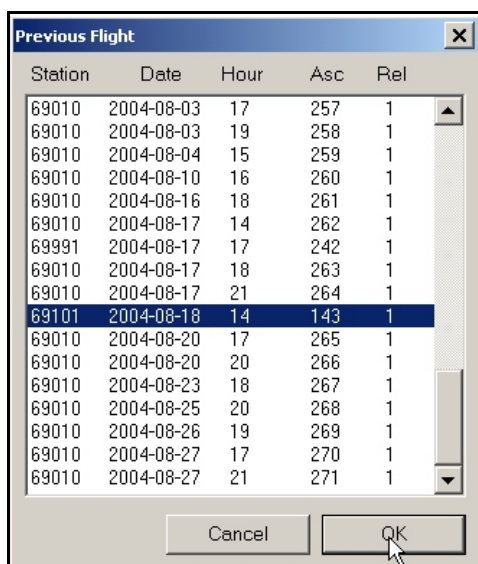 Previous Flight
Station Date Hour Asc Rel
69010 2004-08-03 17 257 1
69010 2004-08-03 19 258 1
69010 2004-08-04 15 259 1
69010 2004-08-10 16 260 1
69010 2004-08-16 18 261 1
69010 2004-08-17 14 262 1
69991 2004-08-17 17 242 1
69010 2004-08-17 18 263 1
69010 2004-08-17 21 264 1
69101 2004-08-18 14 143 1
69010 2004-08-20 17 265 1
69010 2004-08-20 20 266 1
69010 2004-08-23 18 267 1
69010 2004-08-25 20 268 1
69010 2004-08-26 19 269 1
69010 2004-08-27 17 270 1
69010 2004-08-27 21 271 1
Cancel OK